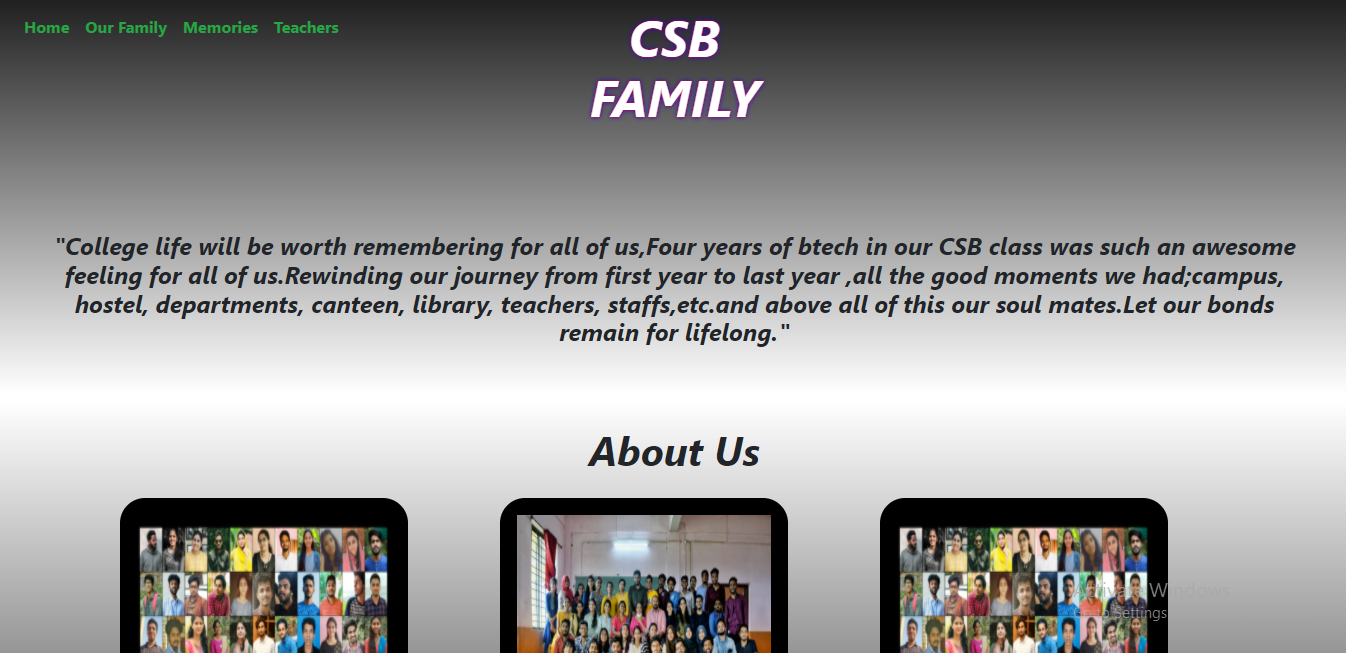 Home Our Family Memories Teachers
CSB
FAMILY
"College life will be worth remembering for all of us,Four years of btech in our CSB class was such an awesome
feeling for all of us.Rewinding our journey from first year to last year ,all the good moments we had;campus,
hostel, departments, canteen, library, teachers, staffs,etc.and above all of this our soul mates.Let our bonds
remain for lifelong."
About Us
Activate Windows
Go to Settings